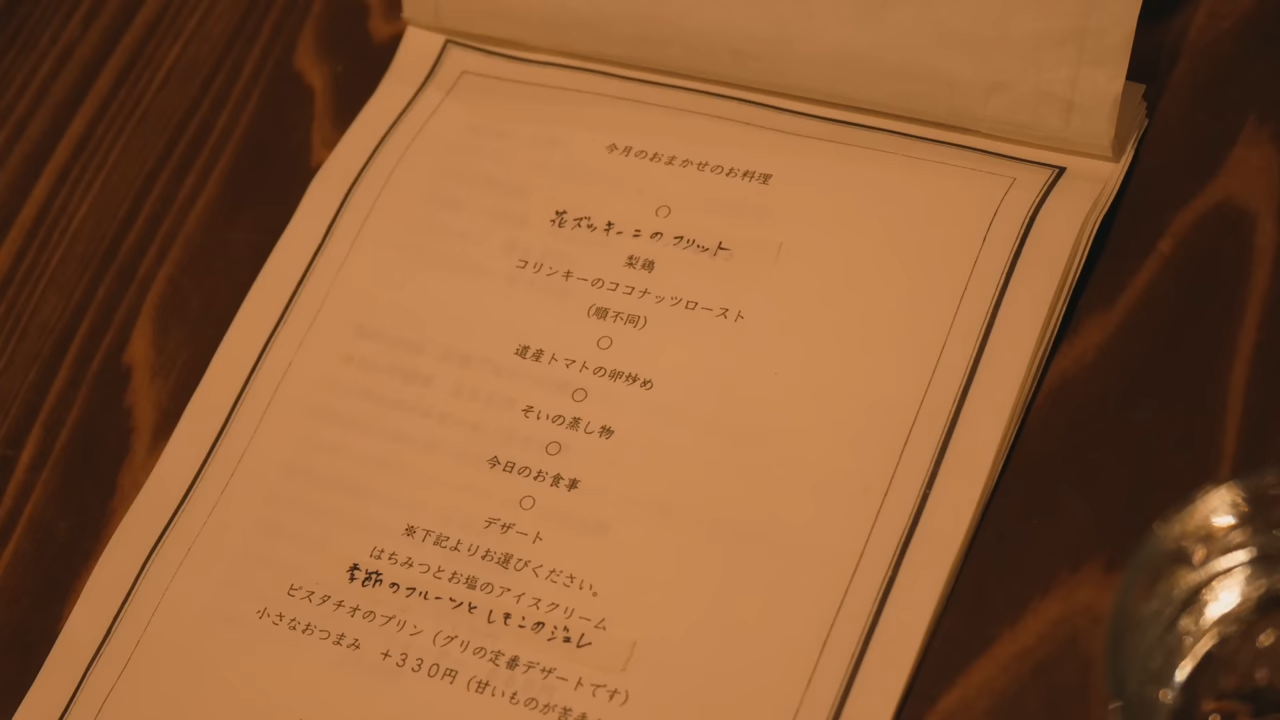 今月のおまかせのお料理
○
花ズッキーニのフリット
梨鶏
コリンキーのココナッツロースト
(順不同)
○
道産トマトの卵炒め
○
そいの蒸し物
○
今日のお食事
○
デザート
※下記よりお選びください。
はちみつとお塩のアイスクリーム
季節のフルーツとレモンのジュレ
ピスタチオのプリン(グリの定番デザートです)
小さなおつまみ +330円(甘いものが苦手